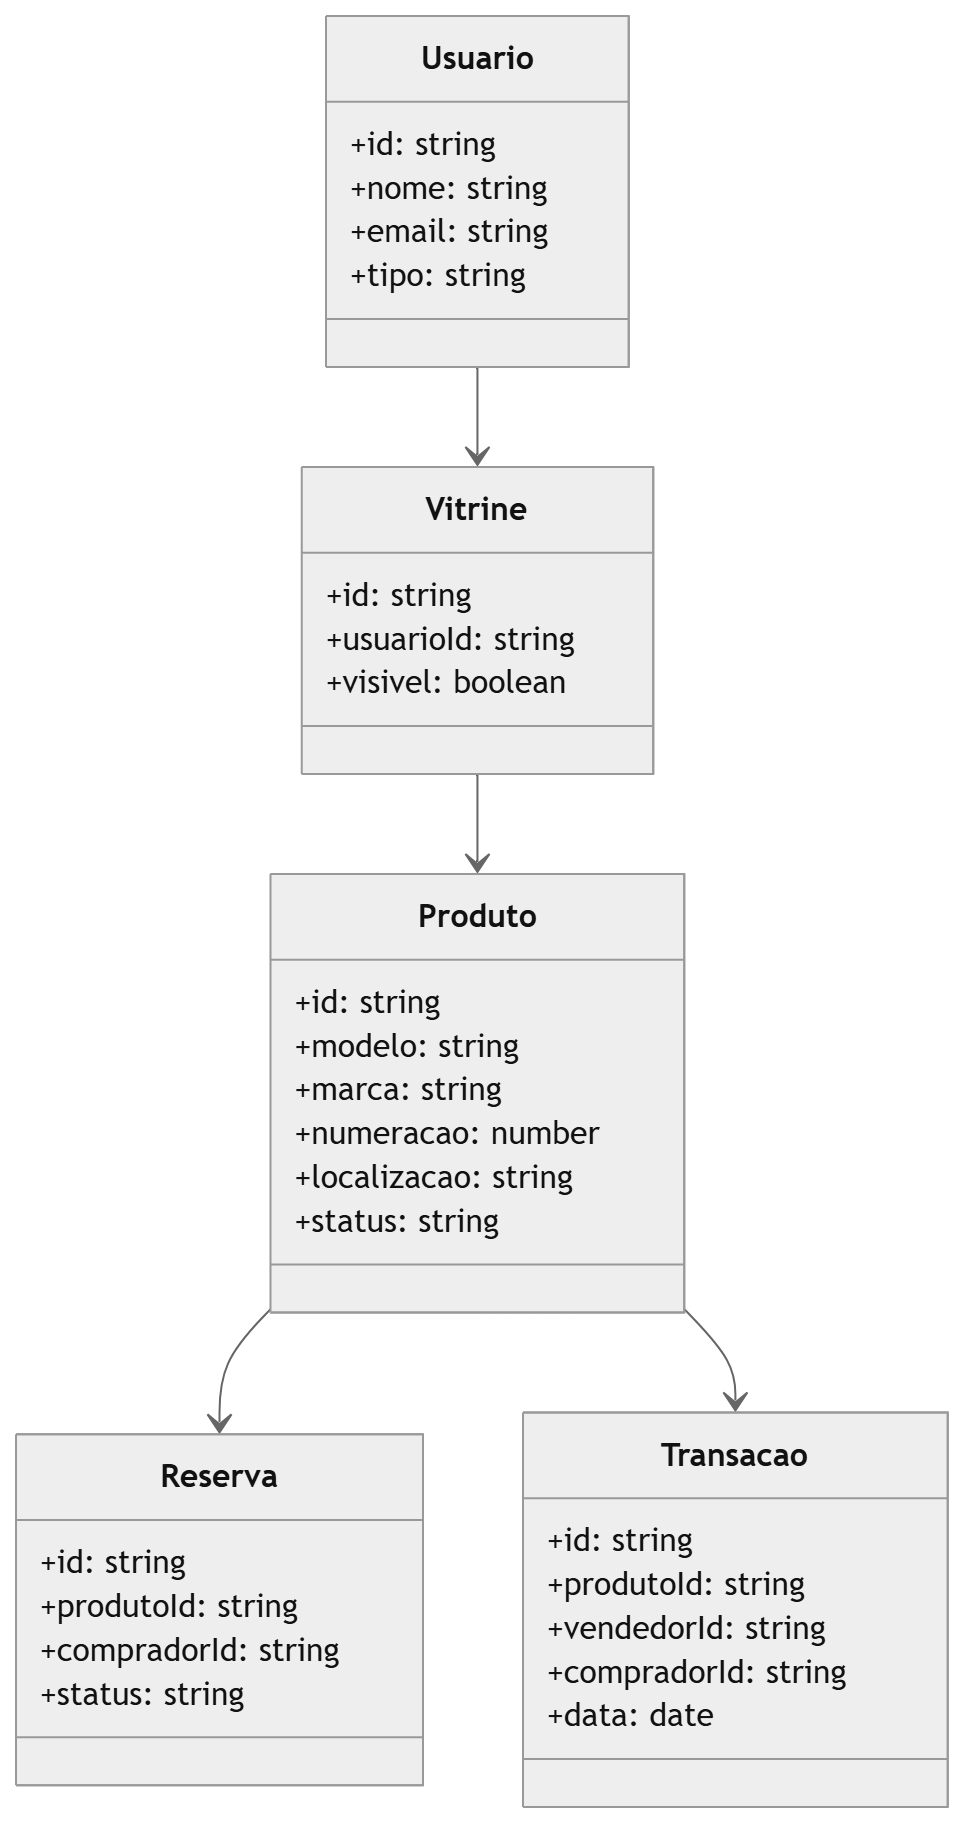 Usuario
+id: string
+nome: string
+email: string
+tipo: string
Vitrine
+id: string
+usuarioId: string
+visivel: boolean
Produto
+id: string
+modelo: string
+marca: string
+numeracao: number
+localizacao: string
+status: string
Reserva
+id: string
+produtoId: string
+compradorId: string
+status: string
Transacao
+id: string
+produtoId: string
+vendedorId: string
+compradorId: string
+data: date